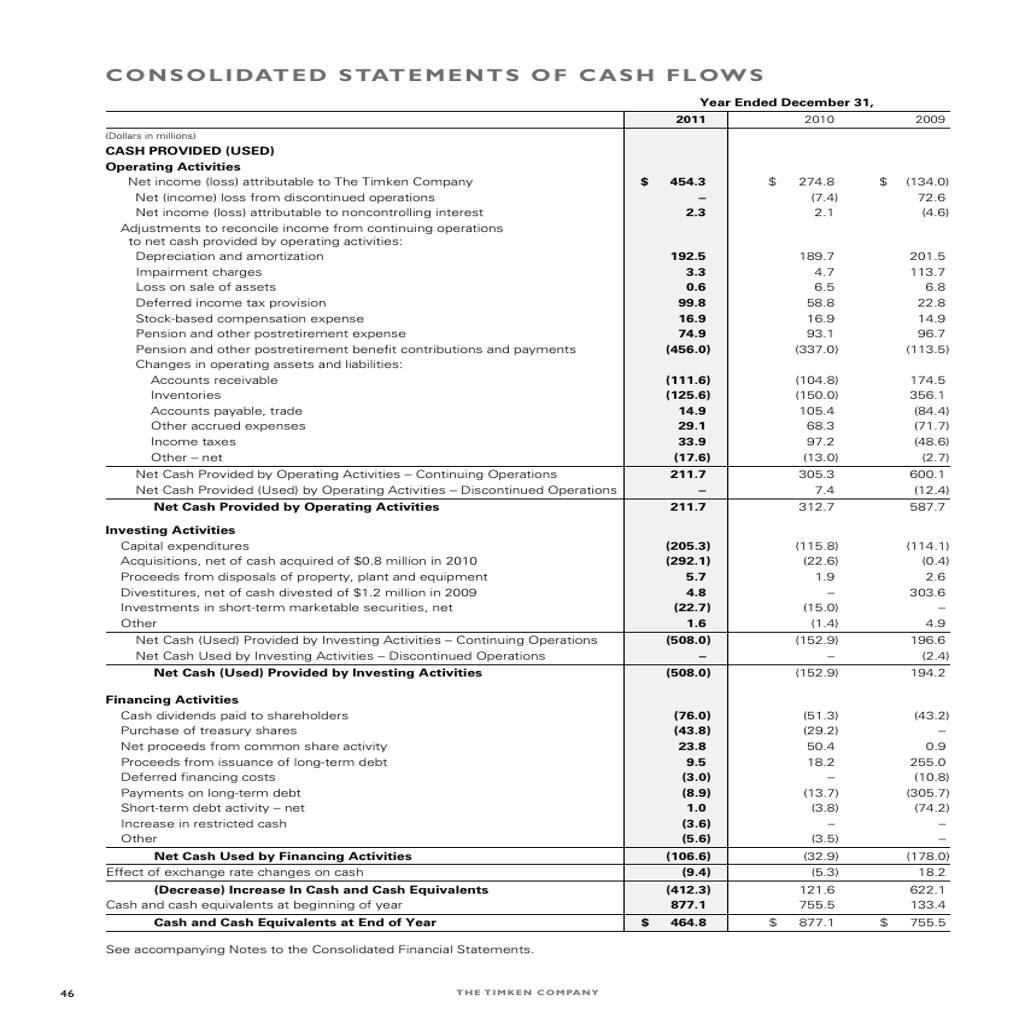 CONSOLIDATED STATEMENTS OF CASH FLOWS
Year Ended December 31,
2011 2010 2009
(Dollars in millions)
CASH PROVIDED (USED)
Operating Activities
Net income (loss) attributable to The Timken Company $ 454.3 $ 274.8 $ (134.0)
Net (income) loss from discontinued operations – (7.4) 72.6
Net income (loss) attributable to noncontrolling interest 2.3 2.1 (4.6)
Adjustments to reconcile income from continuing operations
to net cash provided by operating activities:
Depreciation and amortization 192.5 189.7 201.5
Impairment charges 3.3 4.7 113.7
Loss on sale of assets 0.6 6.5 6.8
Deferred income tax provision 99.8 58.8 22.8
Stock-based compensation expense 16.9 16.9 14.9
Pension and other postretirement expense 74.9 93.1 96.7
Pension and other postretirement benefit contributions and payments (456.0) (337.0) (113.5)
Changes in operating assets and liabilities:
Accounts receivable (111.6) (104.8) 174.5
Inventories (125.6) (150.0) 356.1
Accounts payable, trade 14.9 105.4 (84.4)
Other accrued expenses 29.1 68.3 (71.7)
Income taxes 33.9 97.2 (48.6)
Other – net (17.6) (13.0) (2.7)
Net Cash Provided by Operating Activities – Continuing Operations 211.7 305.3 600.1
Net Cash Provided (Used) by Operating Activities – Discontinued Operations – 7.4 (12.4)
Net Cash Provided by Operating Activities 211.7 312.7 587.7
Investing Activities
Capital expenditures (205.3) (115.8) (114.1)
Acquisitions, net of cash acquired of $0.8 million in 2010 (292.1) (22.6) (0.4)
Proceeds from disposals of property, plant and equipment 5.7 1.9 2.6
Divestitures, net of cash divested of $1.2 million in 2009 4.8 – 303.6
Investments in short-term marketable securities, net (22.7) (15.0) –
Other 1.6 (1.4) 4.9
Net Cash (Used) Provided by Investing Activities – Continuing Operations (508.0) (152.9) 196.6
Net Cash Used by Investing Activities – Discontinued Operations – – (2.4)
Net Cash (Used) Provided by Investing Activities (508.0) (152.9) 194.2
Financing Activities
Cash dividends paid to shareholders (76.0) (51.3) (43.2)
Purchase of treasury shares (43.8) (29.2) –
Net proceeds from common share activity 23.8 50.4 0.9
Proceeds from issuance of long-term debt 9.5 18.2 255.0
Deferred financing costs (3.0) – (10.8)
Payments on long-term debt (8.9) (13.7) (305.7)
Short-term debt activity – net 1.0 (3.8) (74.2)
Increase in restricted cash (3.6) – –
Other (5.6) (3.5) –
Net Cash Used by Financing Activities (106.6) (32.9) (178.0)
Effect of exchange rate changes on cash (9.4) (5.3) 18.2
(Decrease) Increase In Cash and Cash Equivalents (412.3) 121.6 622.1
Cash and cash equivalents at beginning of year 877.1 755.5 133.4
Cash and Cash Equivalents at End of Year $ 464.8 $ 877.1 $ 755.5
See accompanying Notes to the Consolidated Financial Statements.
46 THE TIMKEN COMPANY